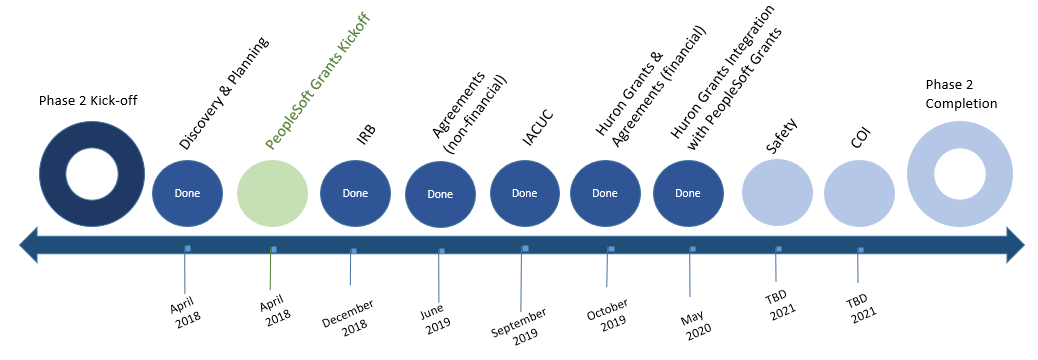 Phase 2 Kick-off
Discovery & Planning
PeopleSoft Grants Kickoff
IRB
Agreements
(non-financial)
IACUC
Huron Grants &
Agreements (financial)
Huron Grants Integration
with PeopleSoft Grants
Safety
COI
Phase 2
Completion
Done
Done
Done
Done
Done
Done
April
2018
April
2018
December
2018
June
2019
September
2019
October
2019
May
2020
TBD
2021
TBD
2021